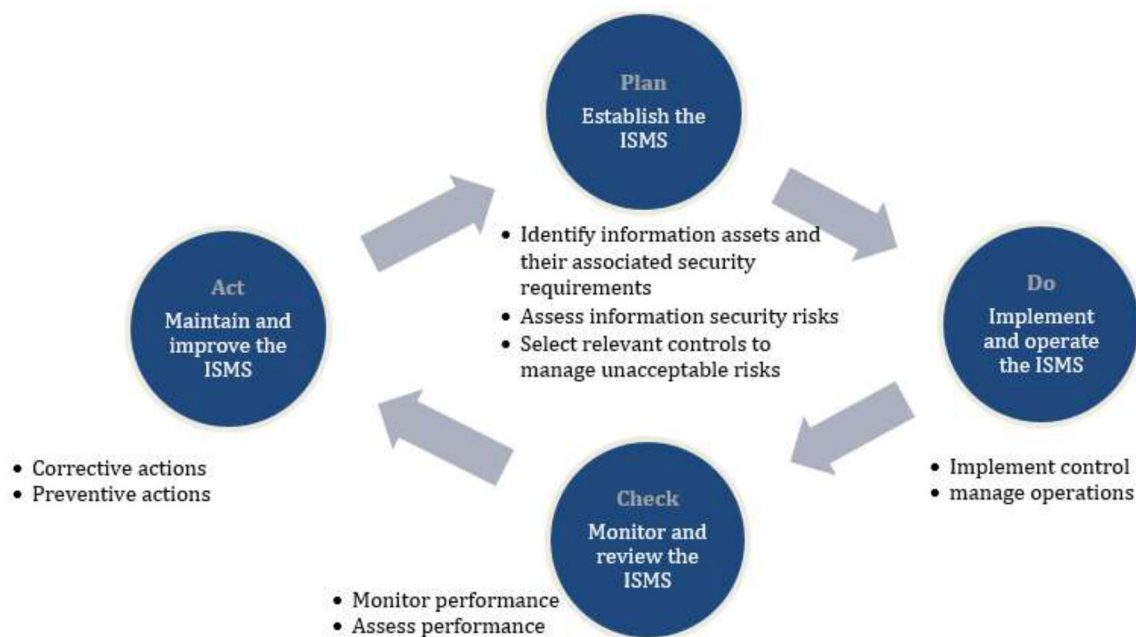 Plan
Establish the
ISMS
• Identify information assets and
their associated security
requirements
• Assess information security risks
• Select relevant controls to
manage unacceptable risks
Do
Implement
and operate
the ISMS
• Implement control
• manage operations
Check
Monitor and
review the
ISMS
• Monitor performance
• Assess performance
Act
Maintain and
improve the
ISMS
• Corrective actions
• Preventive actions